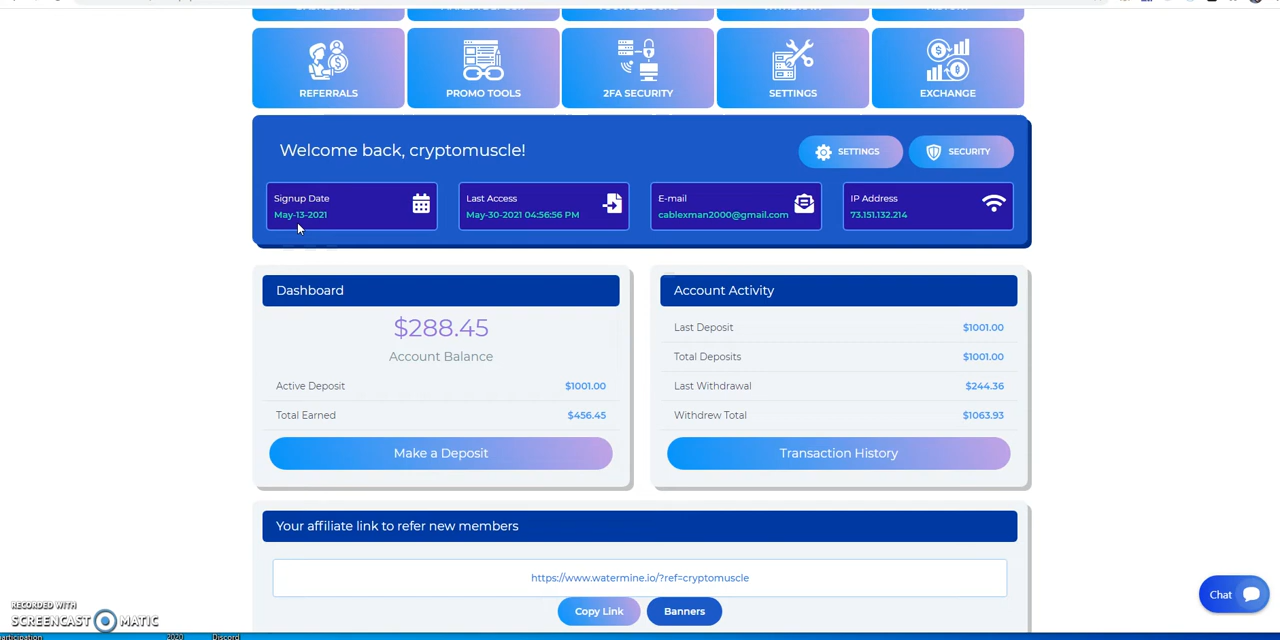 REFERRALS PROMO TOOLS 2FA SECURITY SETTINGS EXCHANGE
Welcome back, cryptomuscle!
SETTINGS SECURITY
Signup Date Last Access E-mail IP Address
May-13-2021 May-30-2021 04:56:56 PM cablexman2000@gmail.com 73.151.132.214
Dashboard
$288.45
Account Balance
Active Deposit $1001.00
Total Earned $456.45
Make a Deposit
Account Activity
Last Deposit $1001.00
Total Deposits $1001.00
Last Withdrawal $244.36
Withdrew Total $1063.93
Transaction History
Your affiliate link to refer new members
https://www.watermine.io/?ref=cryptomuscle
Copy Link Banners
Chat
RECORDED WITH
SCREENCAST MATIC
2020 Discord